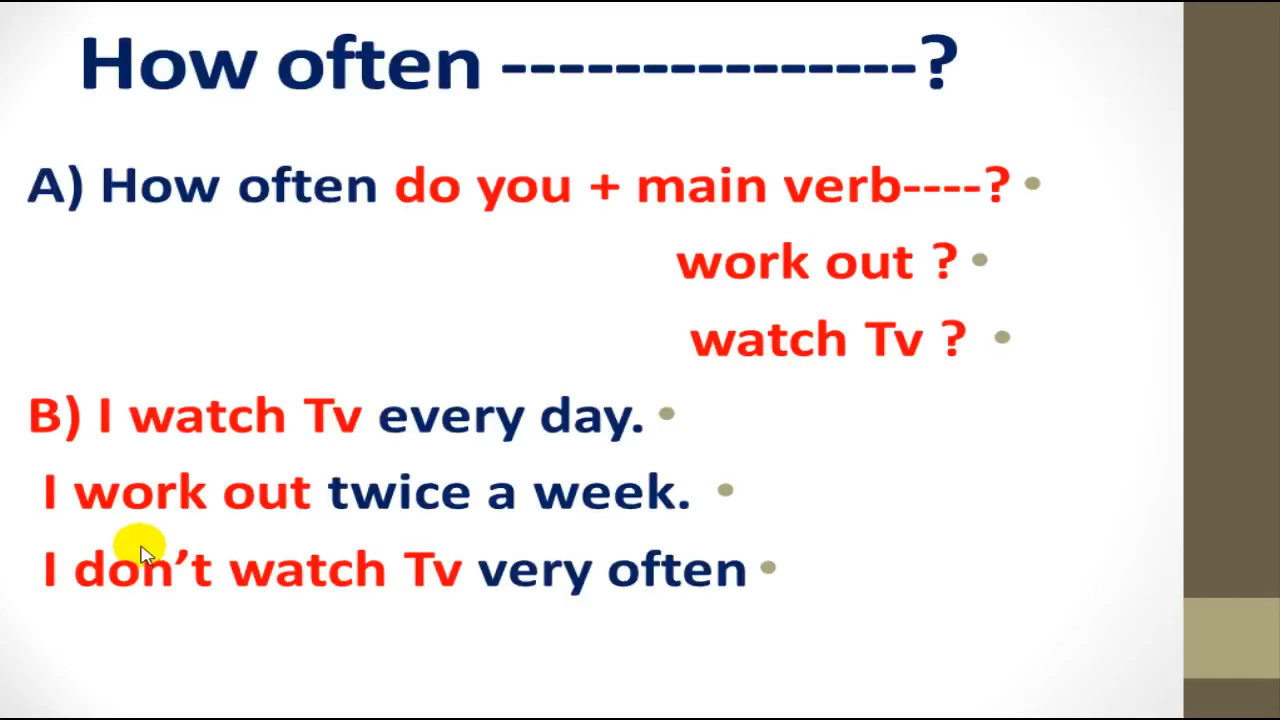 How often ---------------?
A) How often do you + main verb----? •
work out ? •
watch Tv ? •
B) I watch Tv every day. •
I work out twice a week. •
I don’t watch Tv very often •